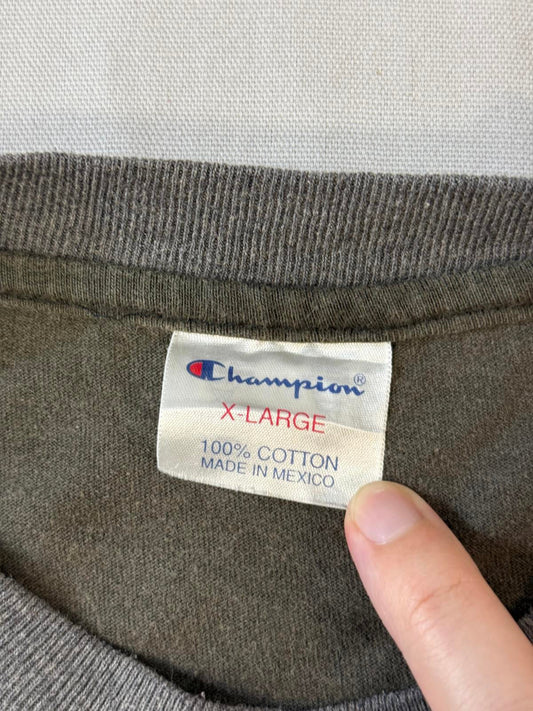 Champion®
X-LARGE
100% COTTON
MADE IN MEXICO